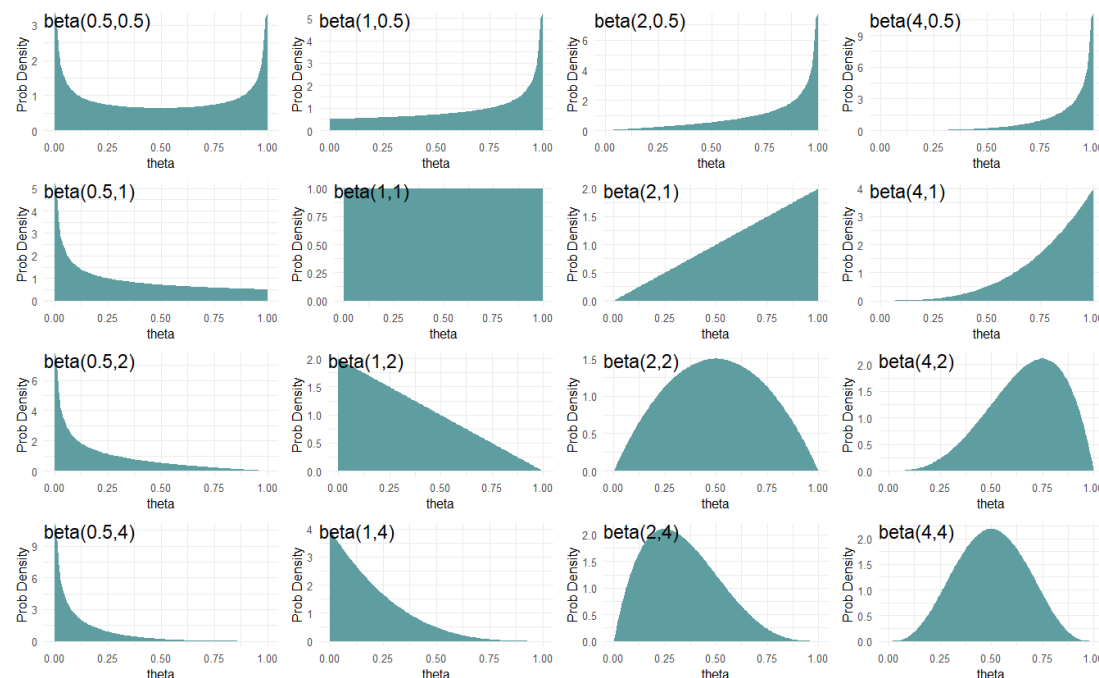 beta(0.5,0.5)
Prob Density
3
2
1
0
0.00 0.25 0.50 0.75 1.00
theta
beta(1,0.5)
Prob Density
5
4
3
2
1
0
0.00 0.25 0.50 0.75 1.00
theta
beta(2,0.5)
Prob Density
6
4
2
0
0.00 0.25 0.50 0.75 1.00
theta
beta(4,0.5)
Prob Density
9
6
3
0
0.00 0.25 0.50 0.75 1.00
theta
beta(0.5,1)
Prob Density
5
4
3
2
1
0
0.00 0.25 0.50 0.75 1.00
theta
beta(1,1)
Prob Density
1.00
0.75
0.50
0.25
0.00
0.00 0.25 0.50 0.75 1.00
theta
beta(2,1)
Prob Density
2.0
1.5
1.0
0.5
0.0
0.00 0.25 0.50 0.75 1.00
theta
beta(4,1)
Prob Density
4
3
2
1
0
0.00 0.25 0.50 0.75 1.00
theta
beta(0.5,2)
Prob Density
6
4
2
0
0.00 0.25 0.50 0.75 1.00
theta
beta(1,2)
Prob Density
2.0
1.5
1.0
0.5
0.0
0.00 0.25 0.50 0.75 1.00
theta
beta(2,2)
Prob Density
1.5
1.0
0.5
0.0
0.00 0.25 0.50 0.75 1.00
theta
beta(4,2)
Prob Density
2.0
1.5
1.0
0.5
0.0
0.00 0.25 0.50 0.75 1.00
theta
beta(0.5,4)
Prob Density
9
6
3
0
0.00 0.25 0.50 0.75 1.00
theta
beta(1,4)
Prob Density
4
3
2
1
0
0.00 0.25 0.50 0.75 1.00
theta
beta(2,4)
Prob Density
2.0
1.5
1.0
0.5
0.0
0.00 0.25 0.50 0.75 1.00
theta
beta(4,4)
Prob Density
2.0
1.5
1.0
0.5
0.0
0.00 0.25 0.50 0.75 1.00
theta